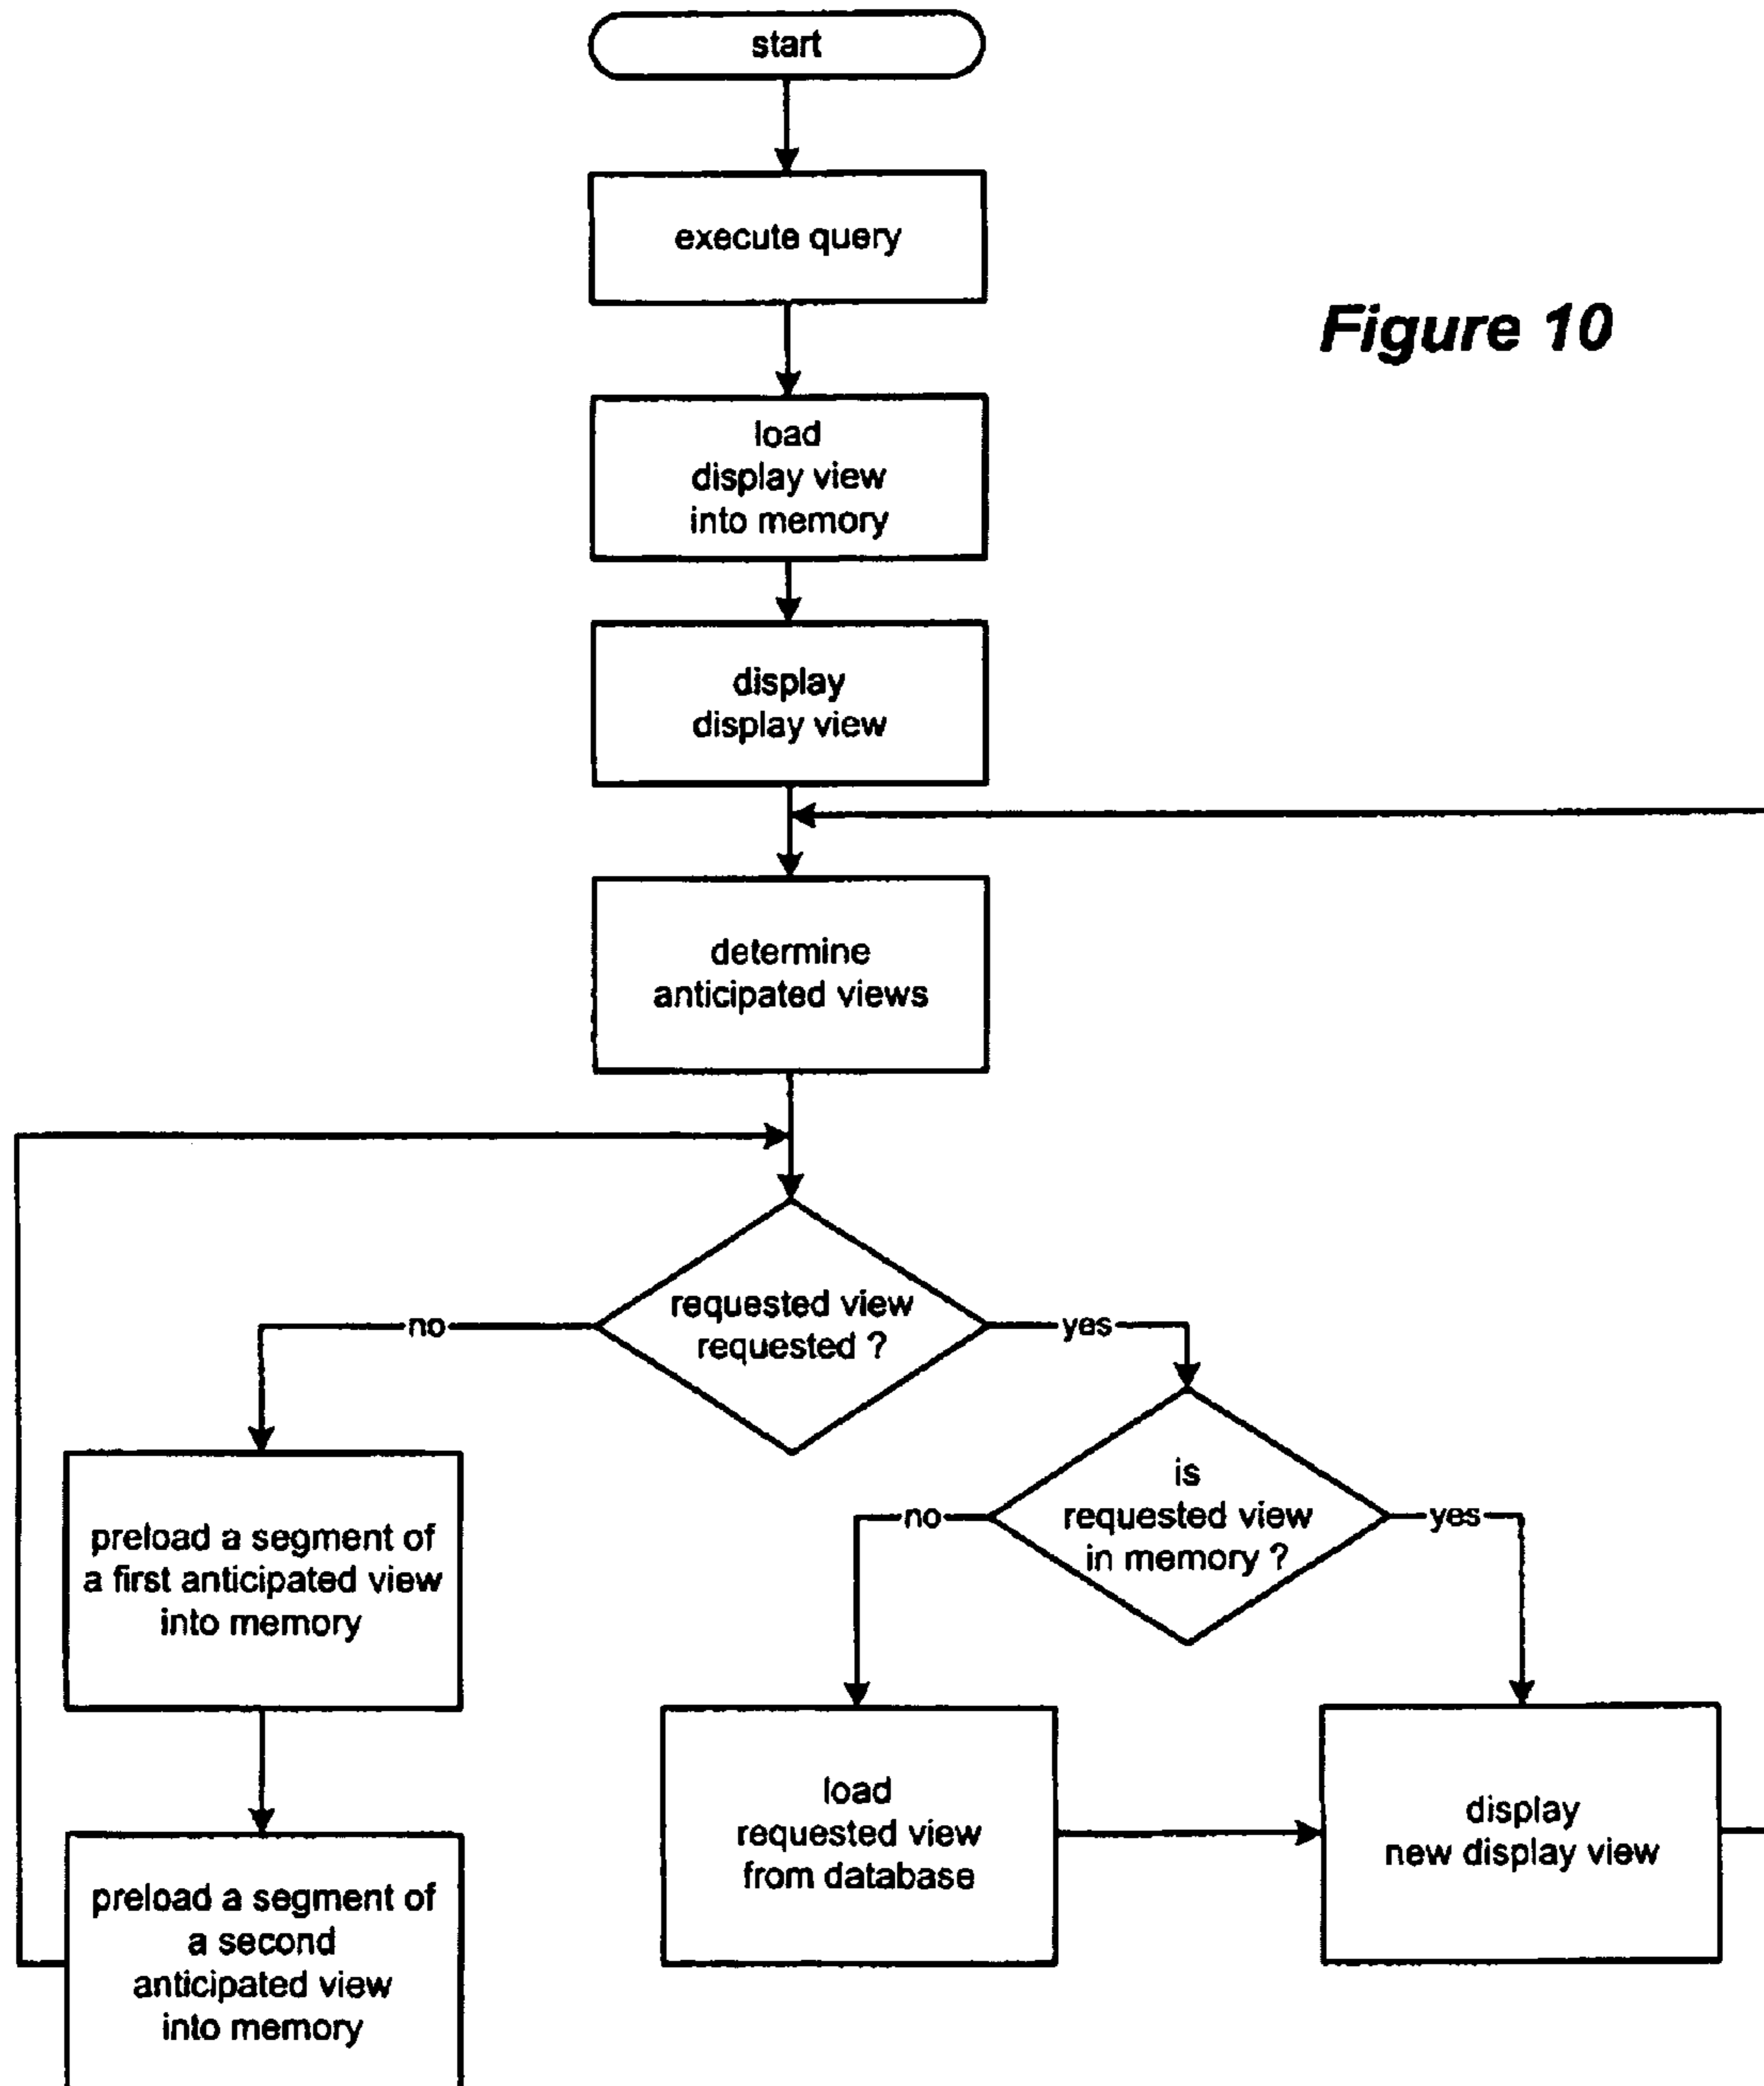 start
execute query
Figure 10
load
display view
into memory
display
display view
determine
anticipated views
requested view
requested ?
no
yes
is
requested view
in memory ?
no
yes
preload a segment of
a first anticipated view
into memory
load
requested view
from database
display
new display view
preload a segment of
a second
anticipated view
into memory